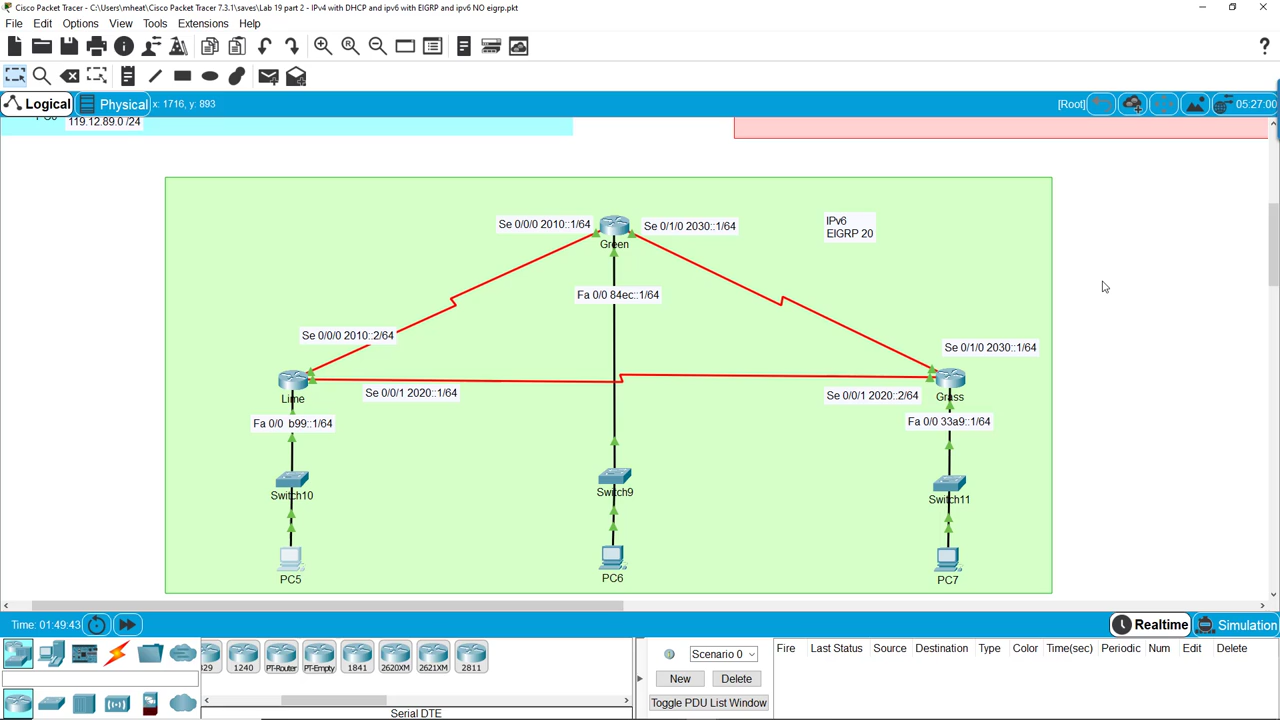 Cisco Packet Tracer - C:\Users\mheat\Cisco Packet Tracer 7.3.1\saves\Lab 19 part 2 - IPv4 with DHCP and ipv6 with EIGRP and ipv6 NO eigrp.pkt
File Edit Options View Tools Extensions Help
Logical Physical x: 1716, y: 893 [Root] 05:27:00
119.12.89.0 /24
Se 0/0/0 2010::1/64
Se 0/1/0 2030::1/64
IPv6
EIGRP 20
Green
Fa 0/0 84ec::1/64
Se 0/0/0 2010::2/64
Se 0/1/0 2030::1/64
Lime
Se 0/0/1 2020::1/64
Se 0/0/1 2020::2/64
Grass
Fa 0/0 b99::1/64
Fa 0/0 33a9::1/64
Switch10
Switch9
Switch11
PC5
PC6
PC7
Time: 01:49:43
Realtime
Simulation
1240 PT-Router PT-Empty 1841 2620XM 2621XM 2811
Serial DTE
Scenario 0
New Delete
Toggle PDU List Window
Fire Last Status Source Destination Type Color Time(sec) Periodic Num Edit Delete